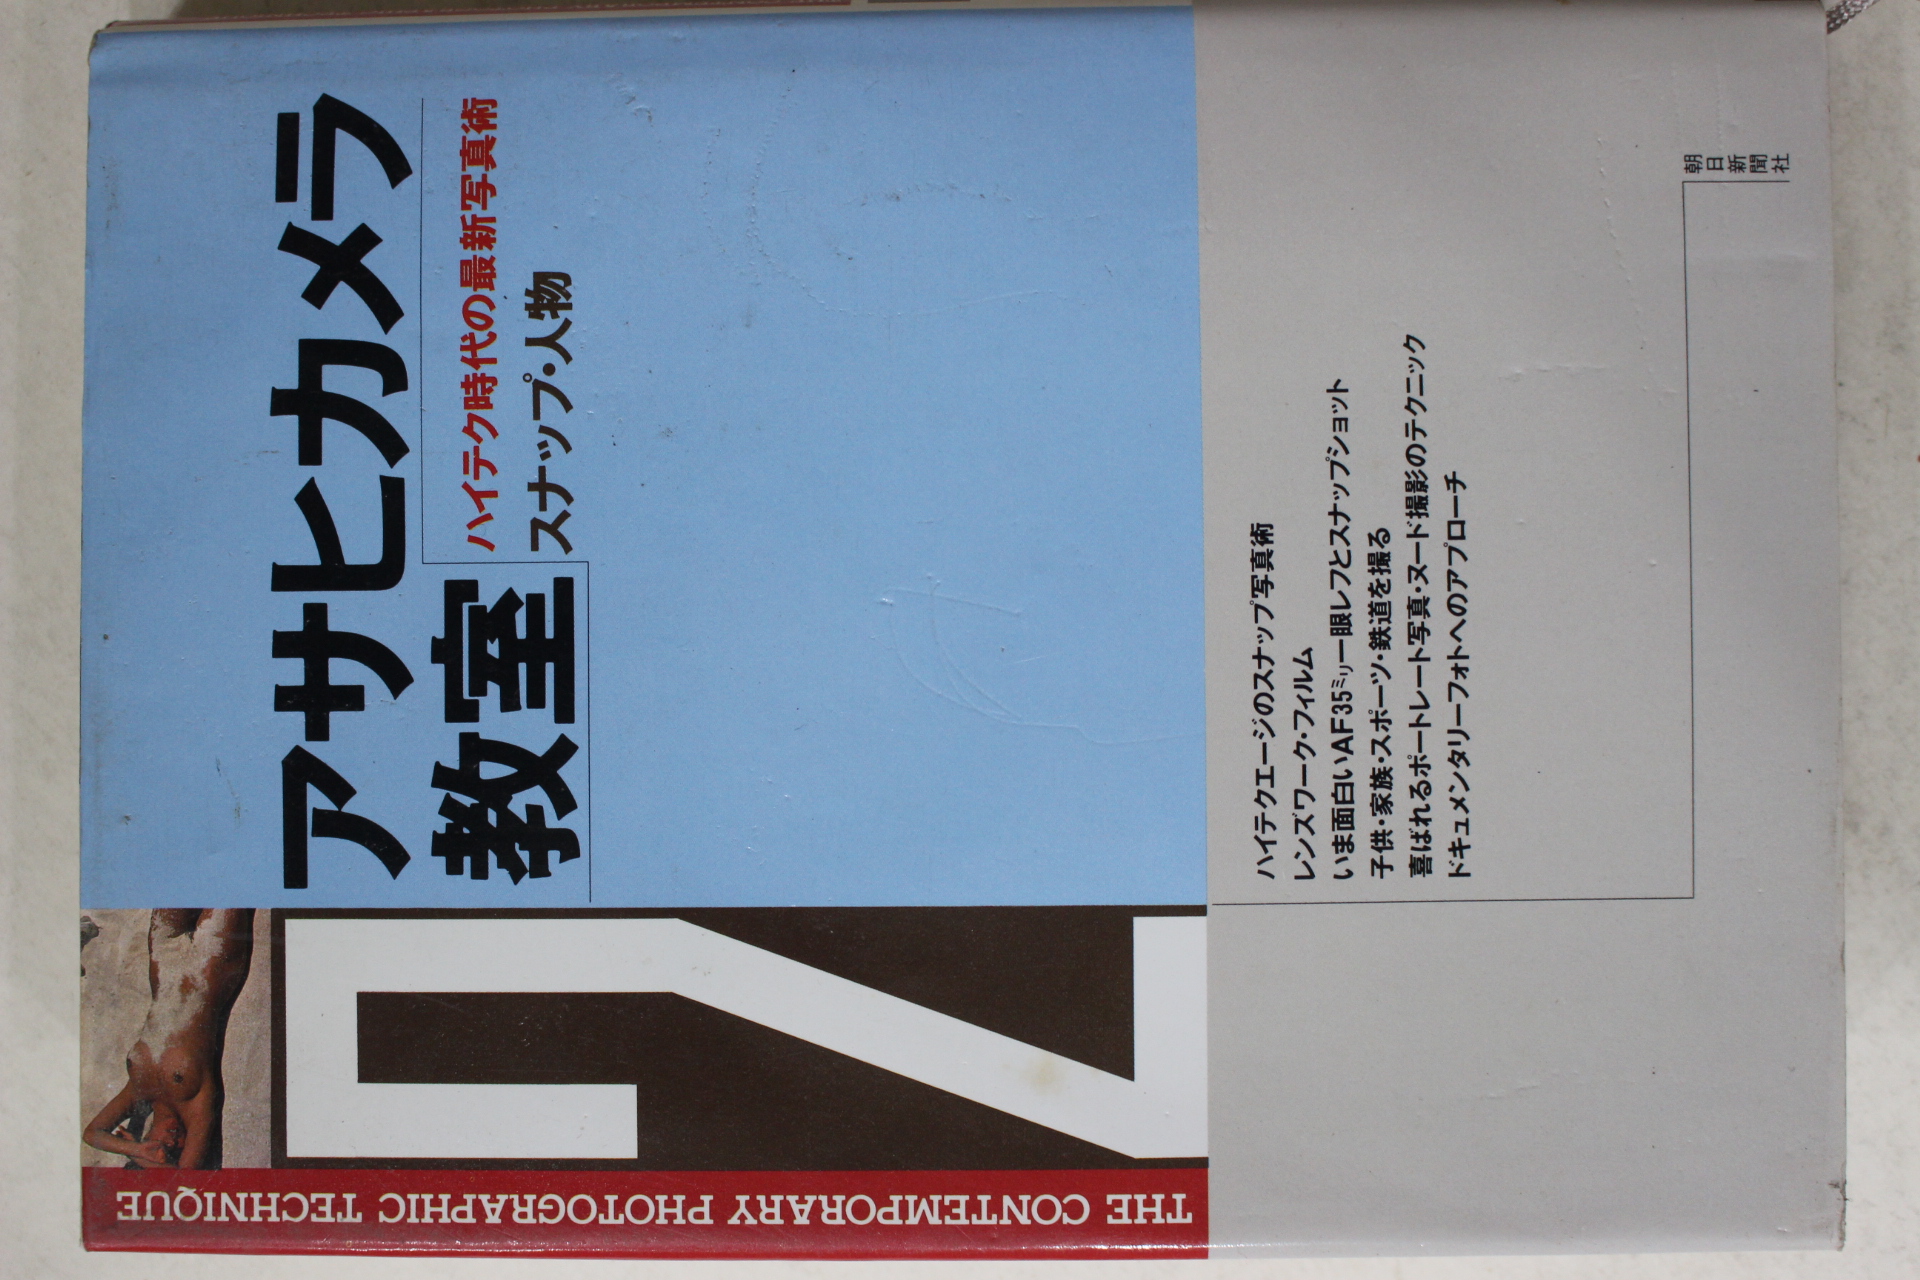 アサヒカメラ
教室
ハイテク時代の最新写真術
スナップ・人物
2
THE CONTEMPORARY PHOTOGRAPHIC TECHNIQUE
ハイテクエージのスナップ写真術
レンズワーク・フィルム
いま面白いAF35ミリ一眼レフとスナップショット
子供・家族・スポーツ・鉄道を撮る
喜ばれるポートレート写真・ヌード撮影のテクニック
ドキュメンタリーフォトへのアプローチ
朝日新聞社